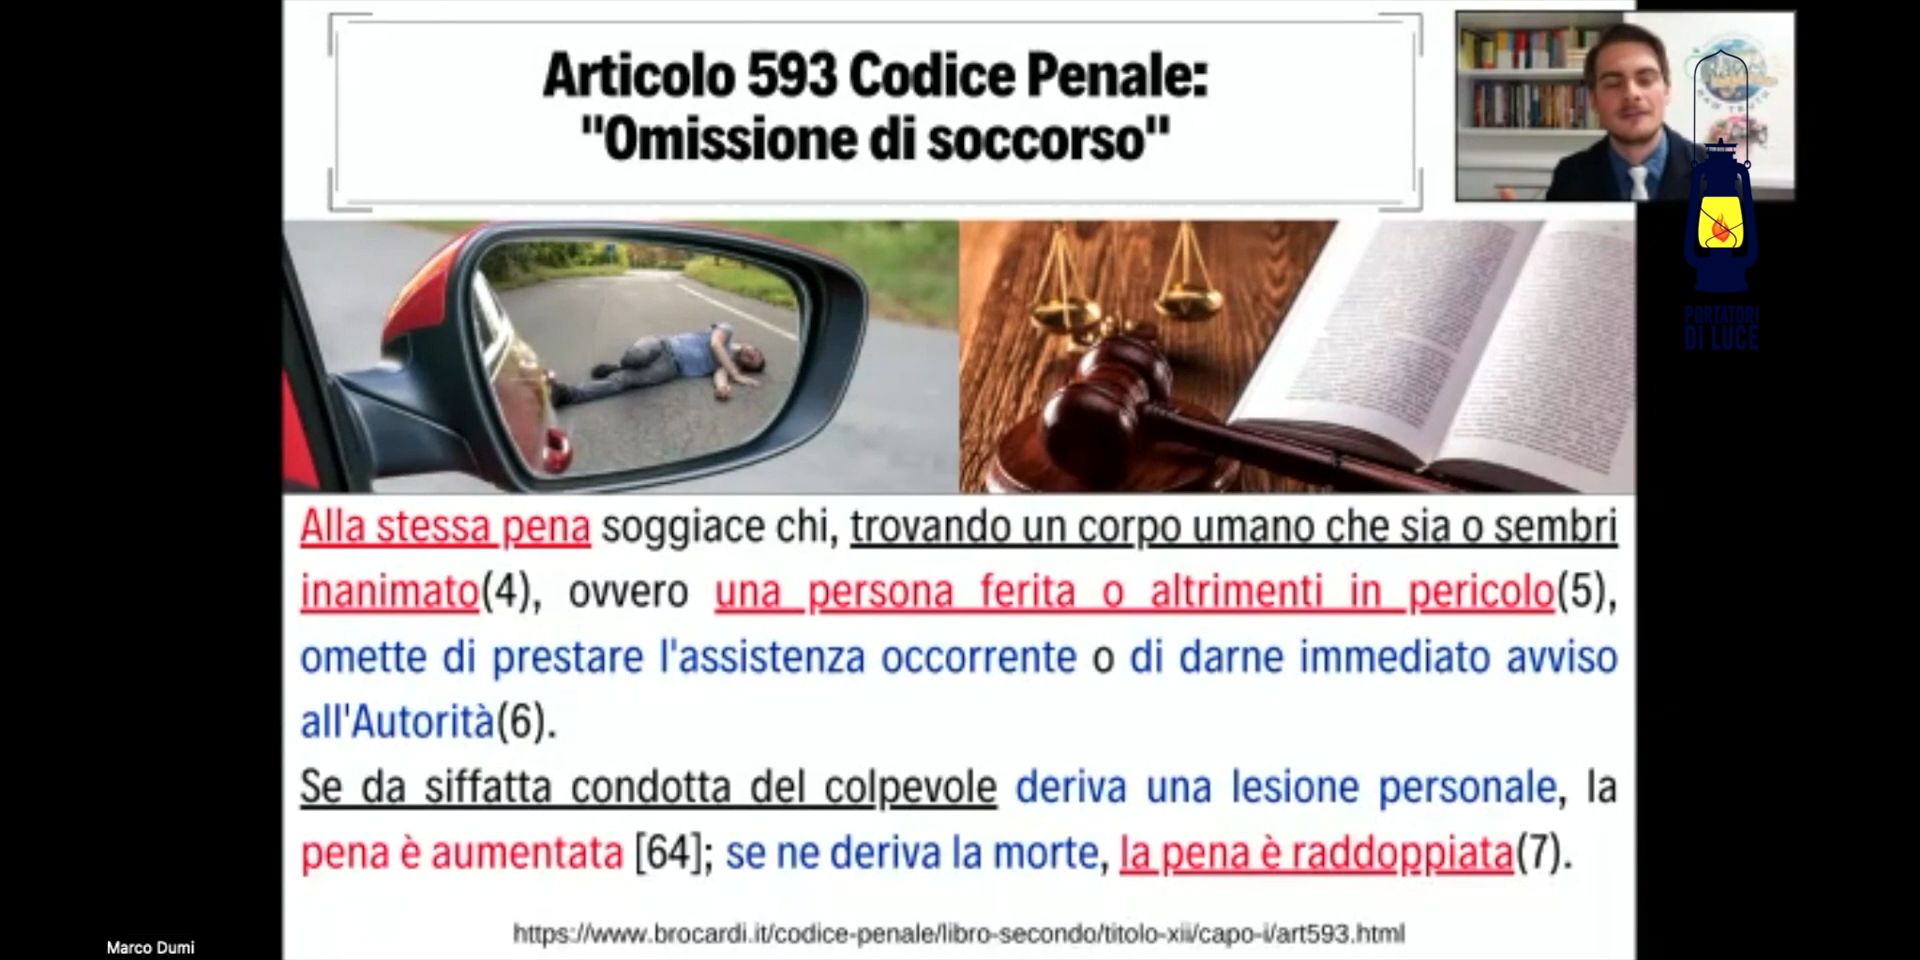 Articolo 593 Codice Penale:
"Omissione di soccorso"
PORTATORI
DI LUCE
Alla stessa pena soggiace chi, trovando un corpo umano che sia o sembri
inanimato(4), ovvero una persona ferita o altrimenti in pericolo(5),
omette di prestare l'assistenza occorrente o di darne immediato avviso
all'Autorità(6).
Se da siffatta condotta del colpevole deriva una lesione personale, la
pena è aumentata [64]; se ne deriva la morte, la pena è raddoppiata(7).
https://www.brocardi.it/codice-penale/libro-secondo/titolo-xii/capo-i/art593.html
Marco Dumi